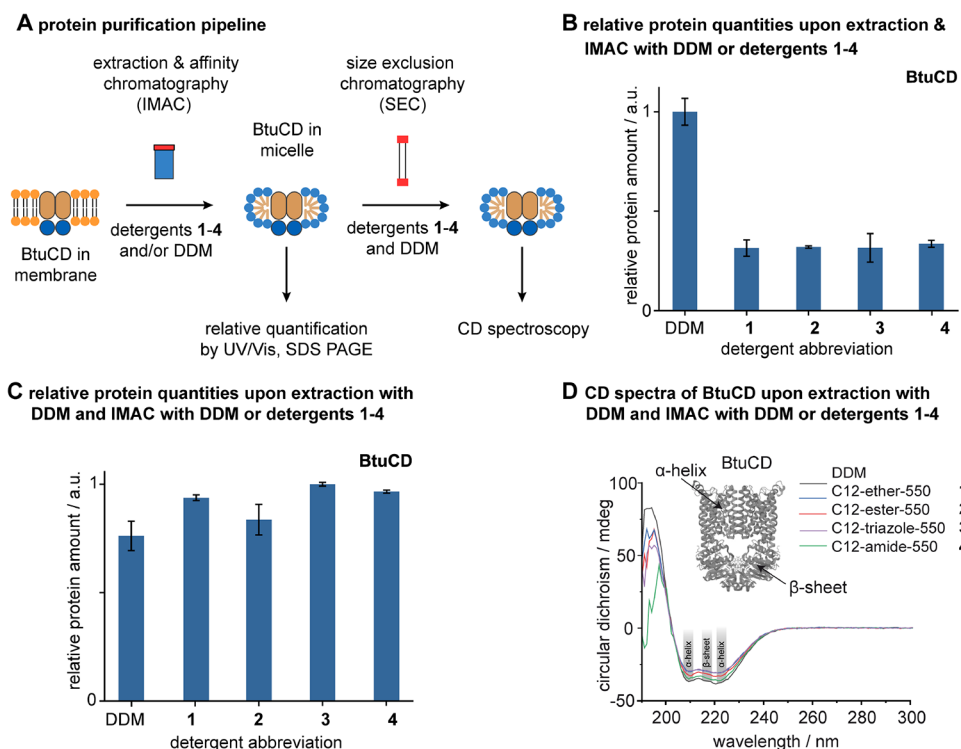 A protein purification pipeline
extraction & affinity
chromatography
(IMAC)
size exclusion
chromatography
(SEC)
BtuCD in
micelle
BtuCD in
membrane
detergents 1-4
and/or DDM
detergents 1-4
and DDM
relative quantification
by UV/Vis, SDS PAGE
CD spectroscopy
B relative protein quantities upon extraction &
IMAC with DDM or detergents 1-4
BtuCD
relative protein amount / a.u.
1
0
DDM
1
2
3
4
detergent abbreviation
C relative protein quantities upon extraction with
DDM and IMAC with DDM or detergents 1-4
BtuCD
relative protein amount / a.u.
1
0
DDM
1
2
3
4
detergent abbreviation
D CD spectra of BtuCD upon extraction with
DDM and IMAC with DDM or detergents 1-4
BtuCD
α-helix
β-sheet
DDM
C12-ether-550
C12-ester-550 2
C12-triazole-550 3
C12-amide-550
circular dichroism / mdeg
100
50
0
-50
α-helix
β-sheet
α-helix
200
220
240
260
280
300
wavelength / nm